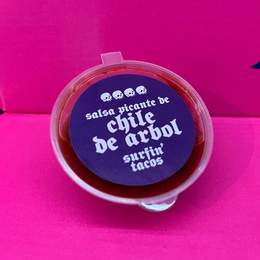 salsa picante de
chile
de arbol
surfin'
tacos